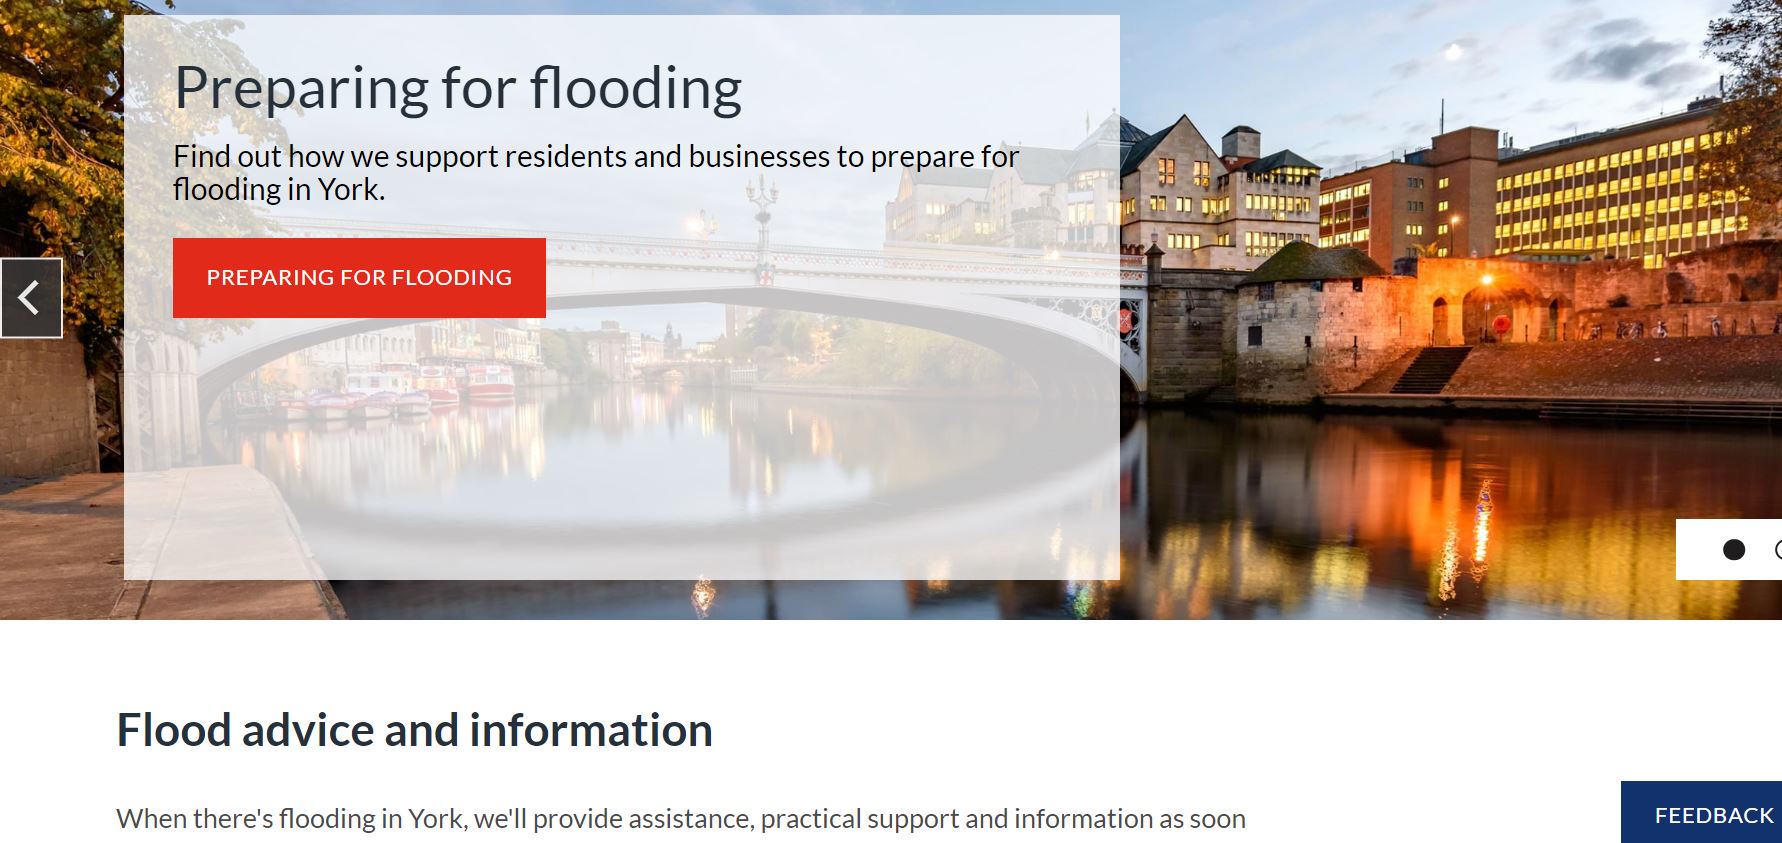 Preparing for flooding
Find out how we support residents and businesses to prepare for
flooding in York.
PREPARING FOR FLOODING
Flood advice and information
When there's flooding in York, we'll provide assistance, practical support and information as soon
FEEDBACK